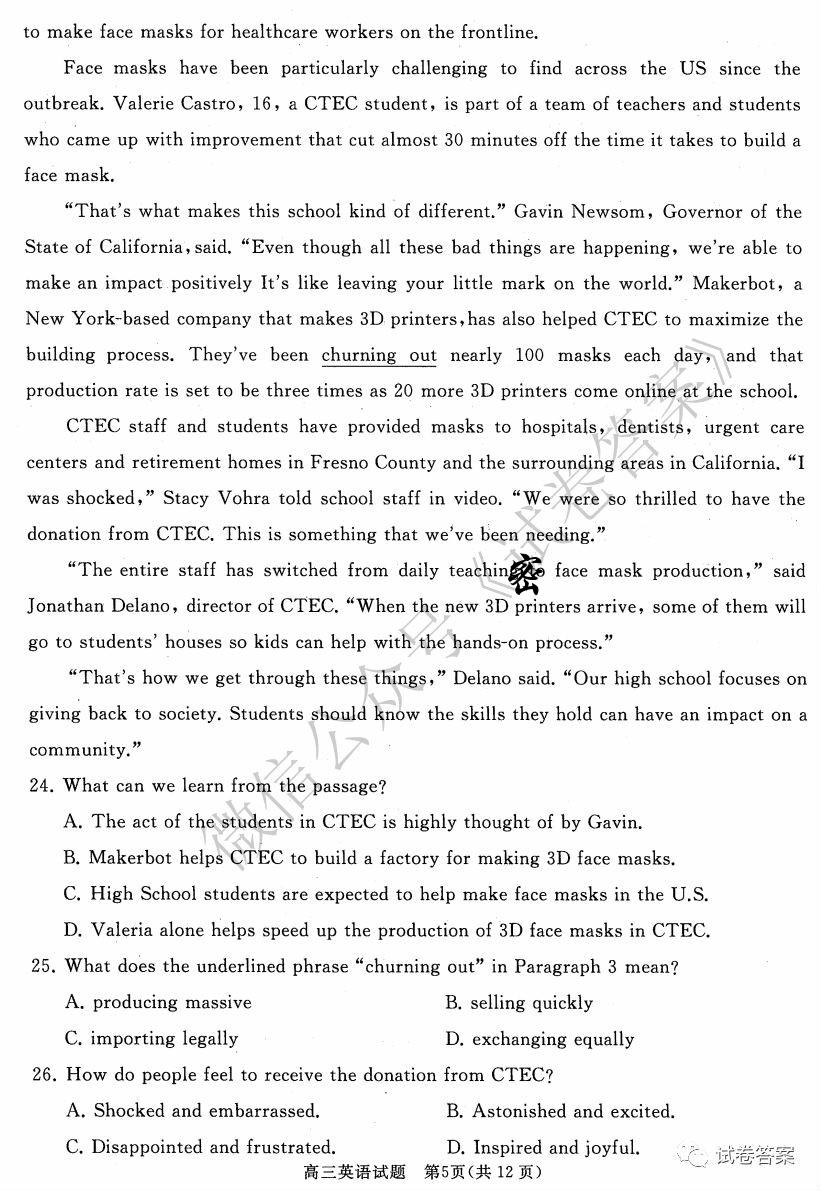 to make face masks for healthcare workers on the frontline.
Face masks have been particularly challenging to find across the US since the
outbreak. Valerie Castro, 16, a CTEC student, is part of a team of teachers and students
who came up with improvement that cut almost 30 minutes off the time it takes to build a
face mask.
“That's what makes this school kind of different.” Gavin Newsom, Governor of the
State of California, said. “Even though all these bad things are happening, we're able to
make an impact positively It's like leaving your little mark on the world.” Makerbot, a
New York-based company that makes 3D printers, has also helped CTEC to maximize the
building process. They've been churning out nearly 100 masks each day, and that
production rate is set to be three times as 20 more 3D printers come online at the school.
CTEC staff and students have provided masks to hospitals, dentists, urgent care
centers and retirement homes in Fresno County and the surrounding areas in California. “I
was shocked,” Stacy Vohra told school staff in video. “We were so thrilled to have the
donation from CTEC. This is something that we've been needing.”
“The entire staff has switched from daily teaching to face mask production,” said
密
Jonathan Delano, director of CTEC. “When the new 3D printers arrive, some of them will
go to students' houses so kids can help with the hands-on process.”
“That's how we get through these things,” Delano said. “Our high school focuses on
giving back to society. Students should know the skills they hold can have an impact on a
community.”
24. What can we learn from the passage?
A. The act of the students in CTEC is highly thought of by Gavin.
B. Makerbot helps CTEC to build a factory for making 3D face masks.
C. High School students are expected to help make face masks in the U.S.
D. Valeria alone helps speed up the production of 3D face masks in CTEC.
25. What does the underlined phrase “churning out” in Paragraph 3 mean?
A. producing massive B. selling quickly
C. importing legally D. exchanging equally
26. How do people feel to receive the donation from CTEC?
A. Shocked and embarrassed. B. Astonished and excited.
C. Disappointed and frustrated. D. Inspired and joyful.
高三英语试题 第5页(共12页)
试卷答案
微信公众号《试卷答案》